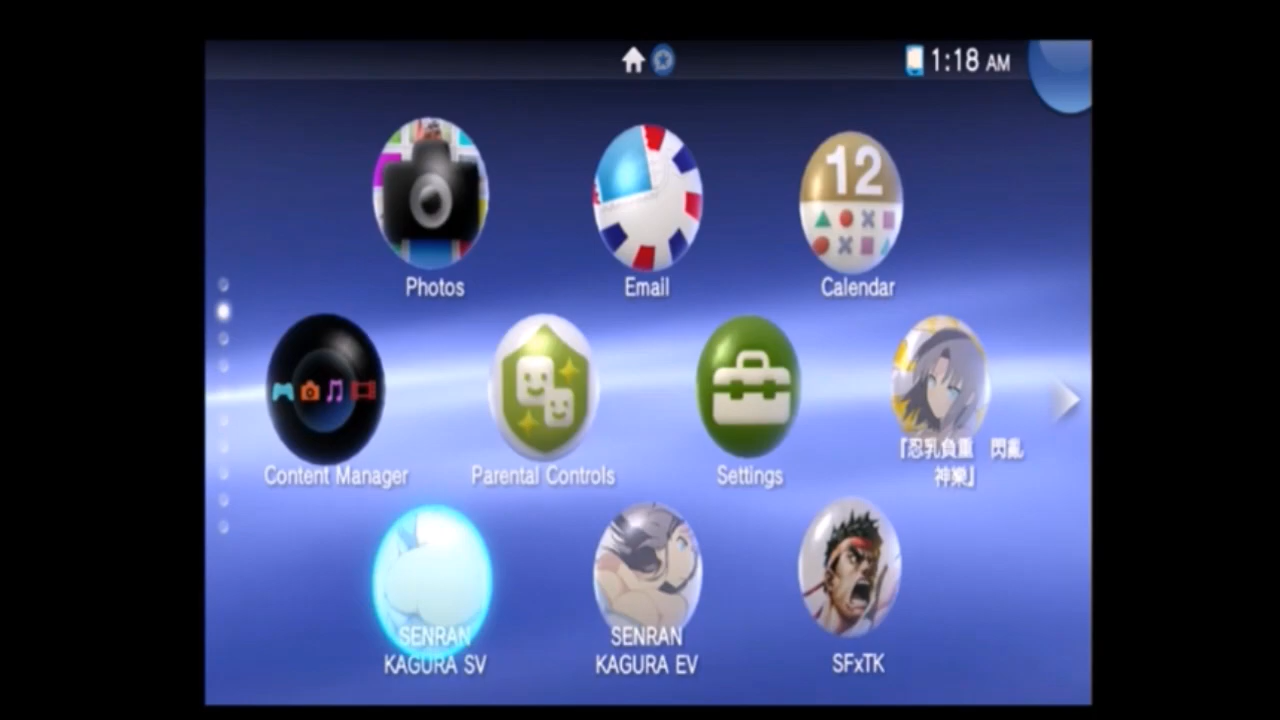 1:18 AM
12
Photos
Email
Calendar
Content Manager
Parental Controls
Settings
『忍乳負重　閃亂
神樂』
SENRAN
KAGURA SV
SENRAN
KAGURA EV
SFxTK